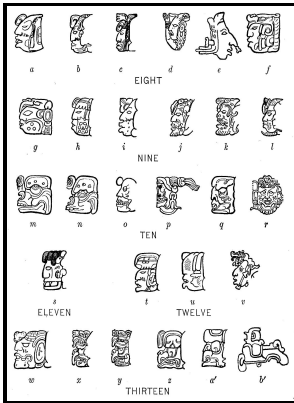 a b c d e f
EIGHT
g h i j k l
NINE
m n o p q r
TEN
s t u v
ELEVEN TWELVE
w x y z a' b'
THIRTEEN